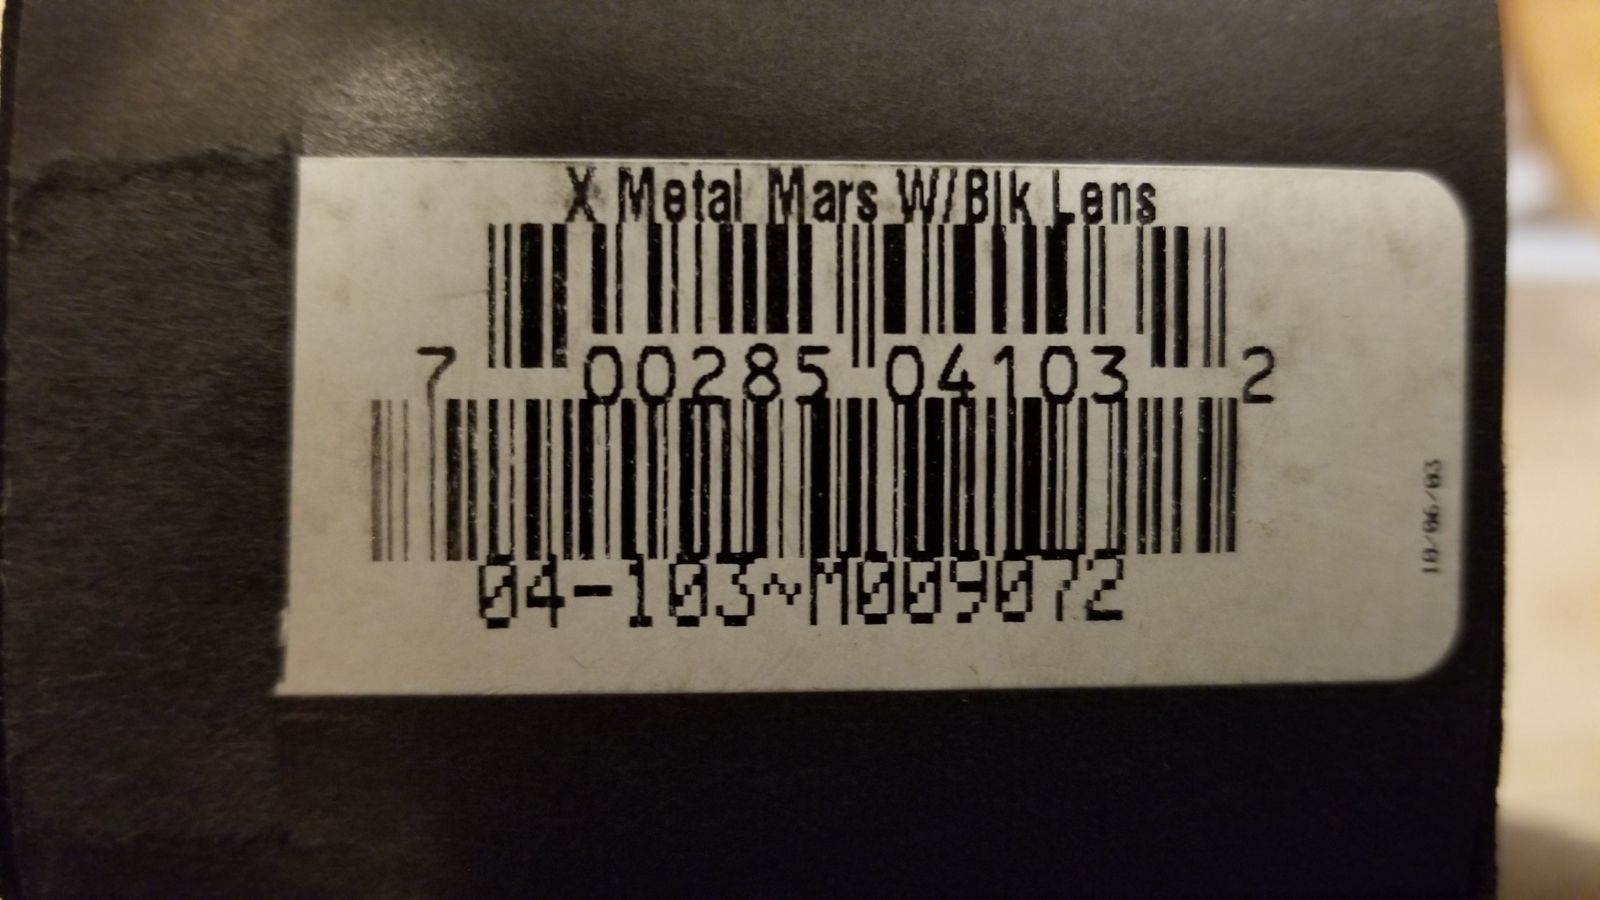 X Metal Mars W/Blk Lens
7 00285 04103 2
04-103~M009072
10/06/03